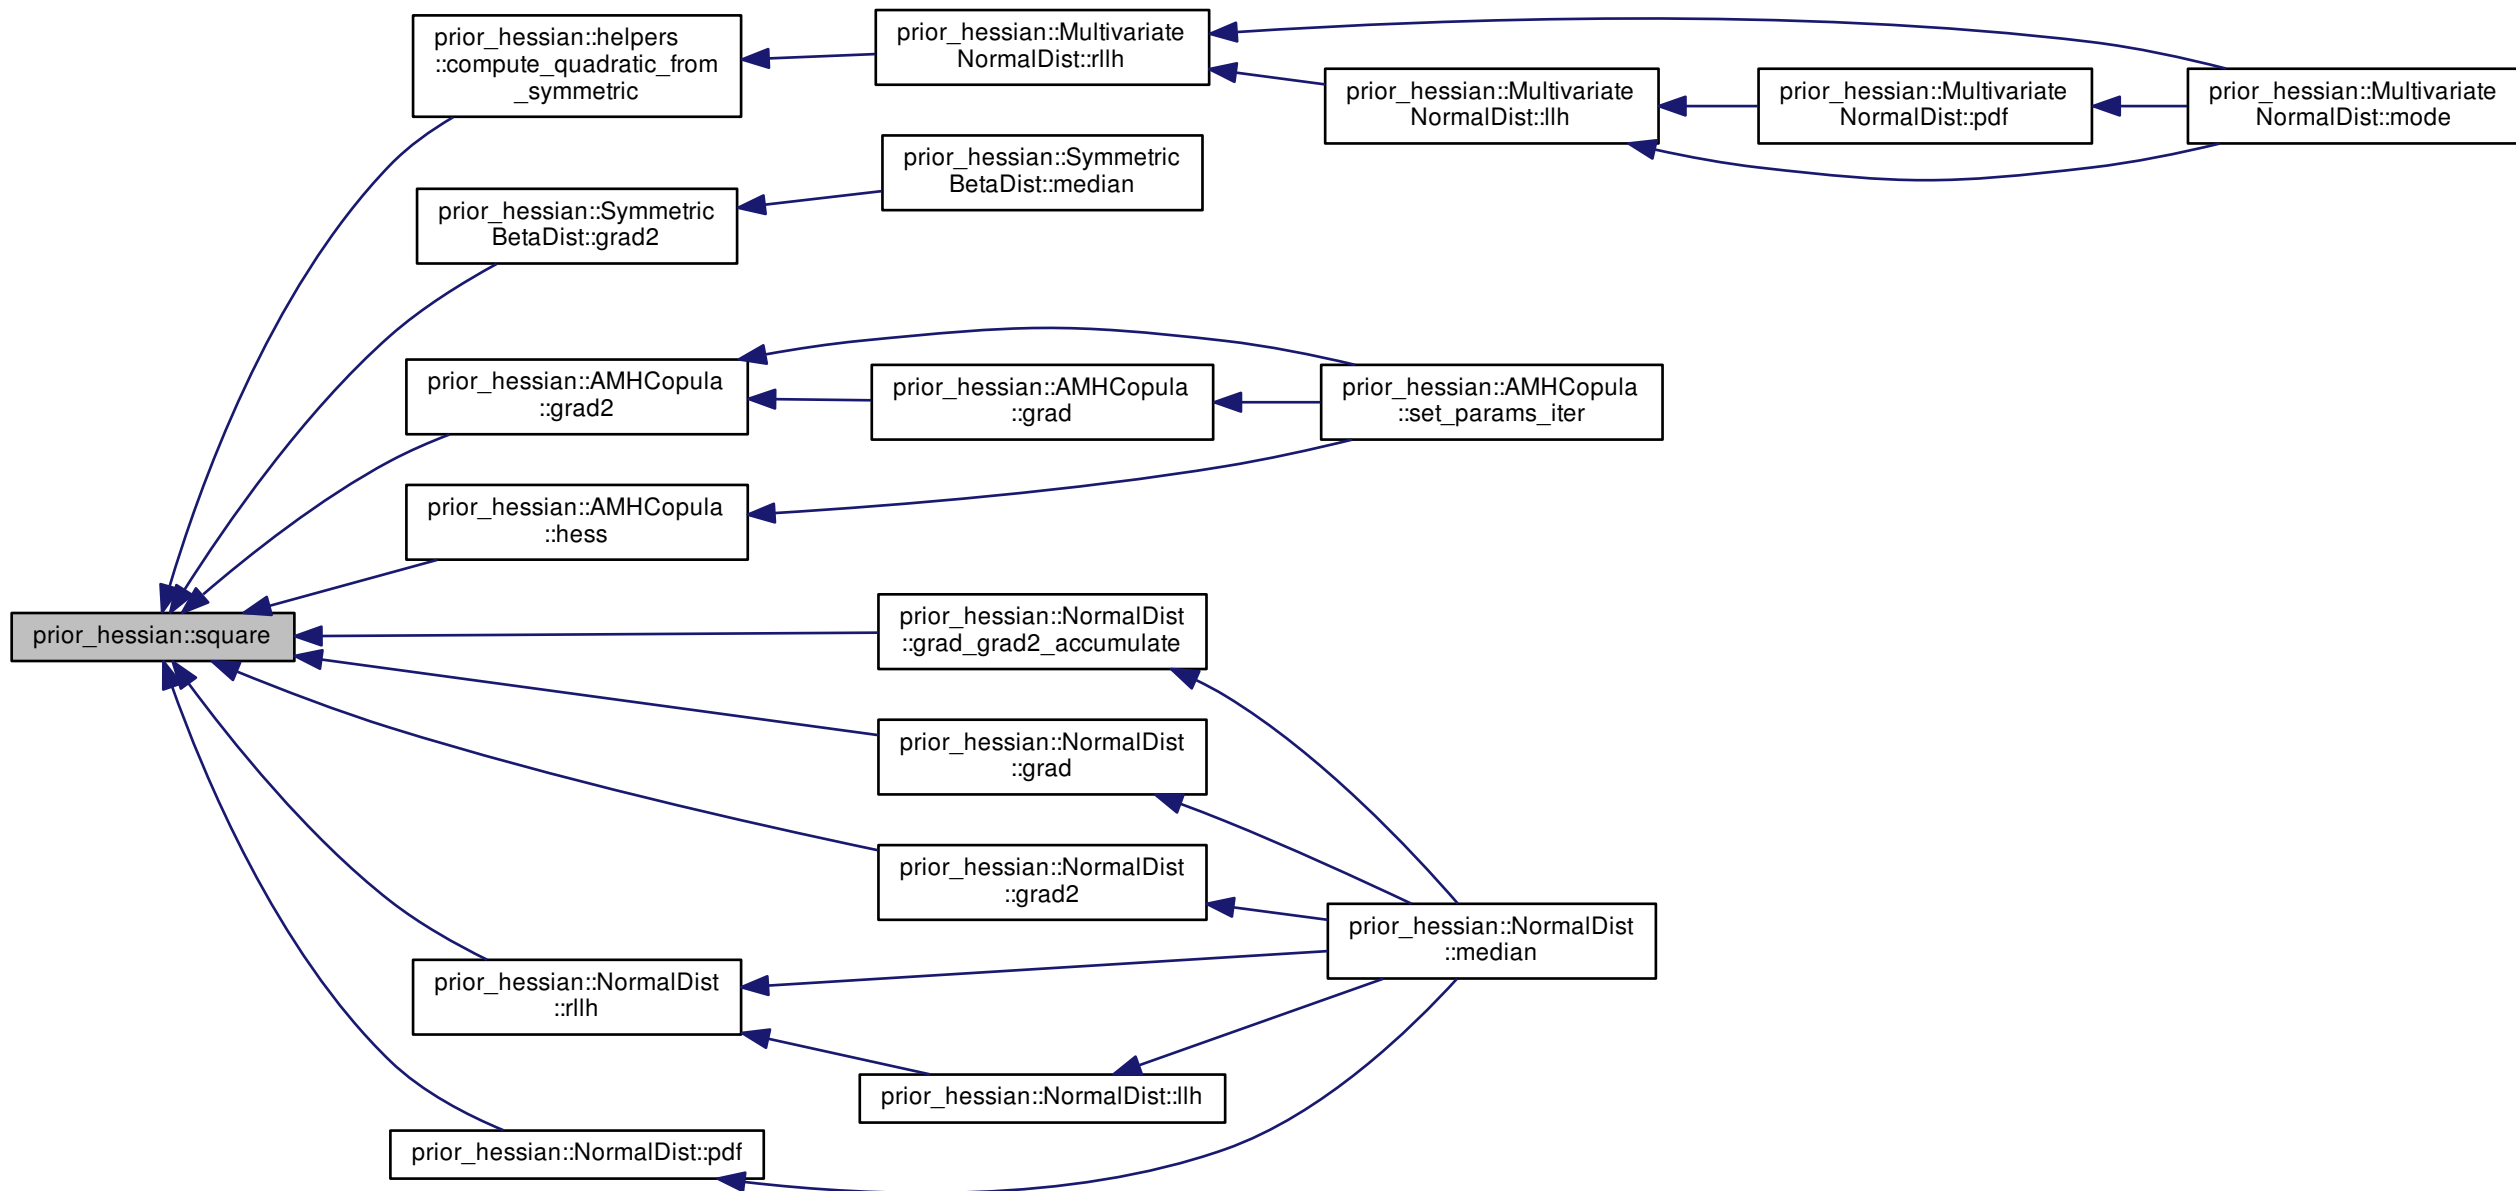 prior_hessian::helpers
::compute_quadratic_from
_symmetric
prior_hessian::Multivariate
NormalDist::rllh
prior_hessian::Multivariate
NormalDist::llh
prior_hessian::Multivariate
NormalDist::pdf
prior_hessian::Multivariate
NormalDist::mode
prior_hessian::Symmetric
BetaDist::median
prior_hessian::Symmetric
BetaDist::grad2
prior_hessian::AMHCopula
::grad2
prior_hessian::AMHCopula
::grad
prior_hessian::AMHCopula
::set_params_iter
prior_hessian::AMHCopula
::hess
prior_hessian::square
prior_hessian::NormalDist
::grad_grad2_accumulate
prior_hessian::NormalDist
::grad
prior_hessian::NormalDist
::grad2
prior_hessian::NormalDist
::median
prior_hessian::NormalDist
::rllh
prior_hessian::NormalDist::llh
prior_hessian::NormalDist::pdf